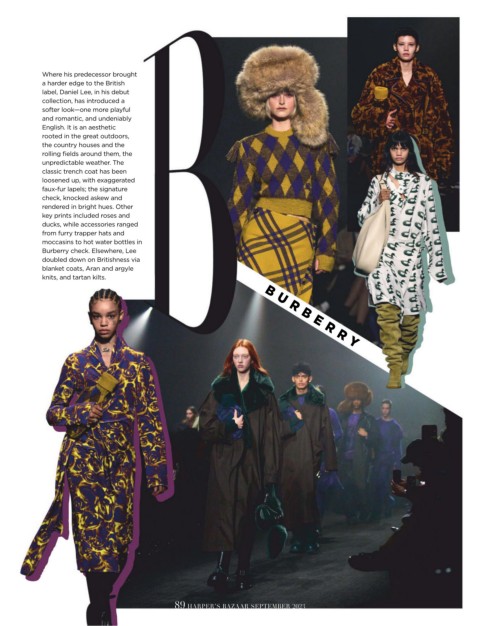 Where his predecessor brought
a harder edge to the British
label, Daniel Lee, in his debut
collection, has introduced a
softer look—one more playful
and romantic, and undeniably
English. It is an aesthetic
rooted in the great outdoors,
the country houses and the
rolling fields around them, the
unpredictable weather. The
classic trench coat has been
loosened up, with exaggerated
faux-fur lapels; the signature
check, knocked askew and
rendered in bright hues. Other
key prints included roses and
ducks, while accessories ranged
from furry trapper hats and
moccasins to hot water bottles in
Burberry check. Elsewhere, Lee
doubled down on Britishness via
blanket coats, Aran and argyle
knits, and tartan kilts.
B
BURBERRY
89 HARPER'S BAZAAR SEPTEMBER 2023